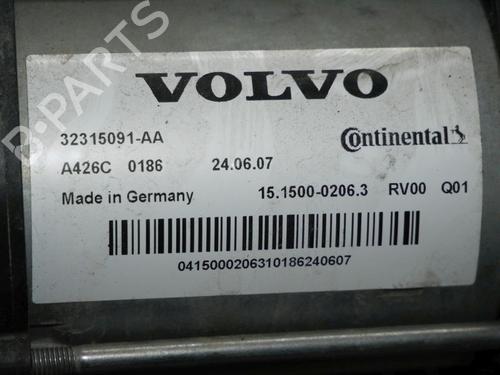 VOLVO
32315091-AA
Continental
A426C 0186 24.06.07
Made in Germany 15.1500-0206.3 RV00 Q01
0415000206310186240607
B-PARTS